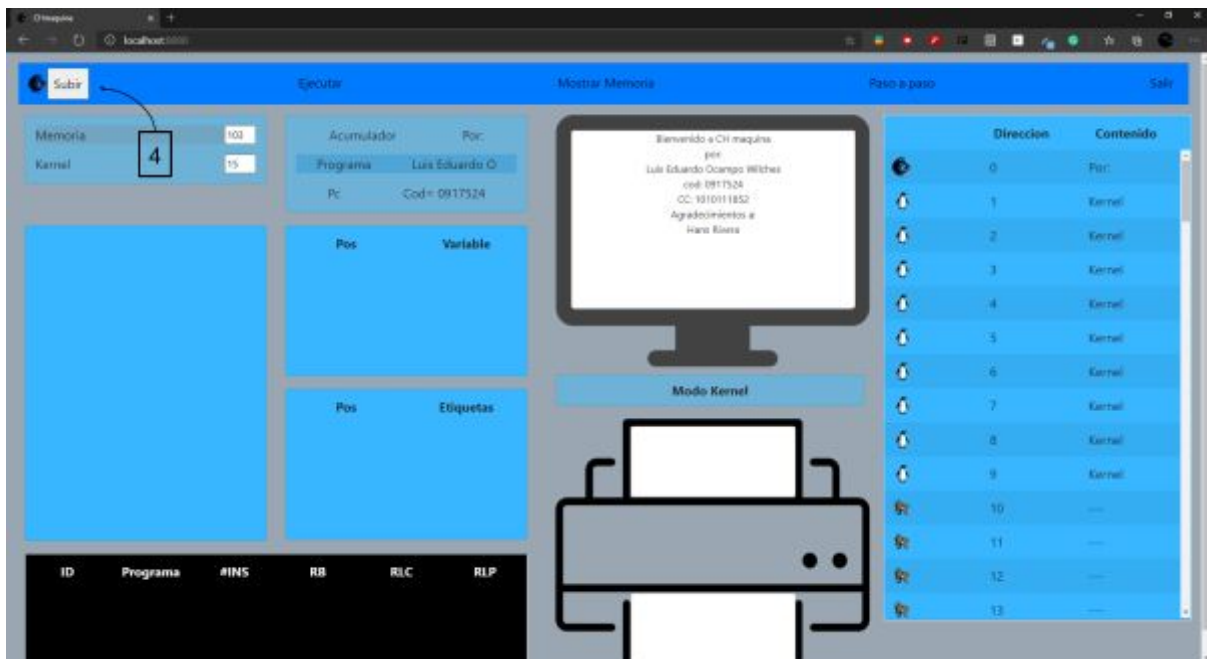 CHmaquina
localhost
Subir Ejecutar Mostrar Memoria Paso a paso Salir
Memoria
Kernel 15
4
Acumulador Por:
Programa Luis Eduardo O
Pc Cod= 0917524
Pos Variable
Pos Etiquetas
Bienvenido a CH maquina
por:
Luis Eduardo Ocampo Wilches
cod: 0917524
CC: 1010111852
Agradecimientos a
Hans Rivera
Modo Kernel
Direccion Contenido
0 Por:
1 Kernel
2 Kernel
3 Kernel
4 Kernel
5 Kernel
6 Kernel
7 Kernel
8 Kernel
9 Kernel
10 ----
11 ----
12 ----
13 ----
ID Programa #INS RB RLC RLP